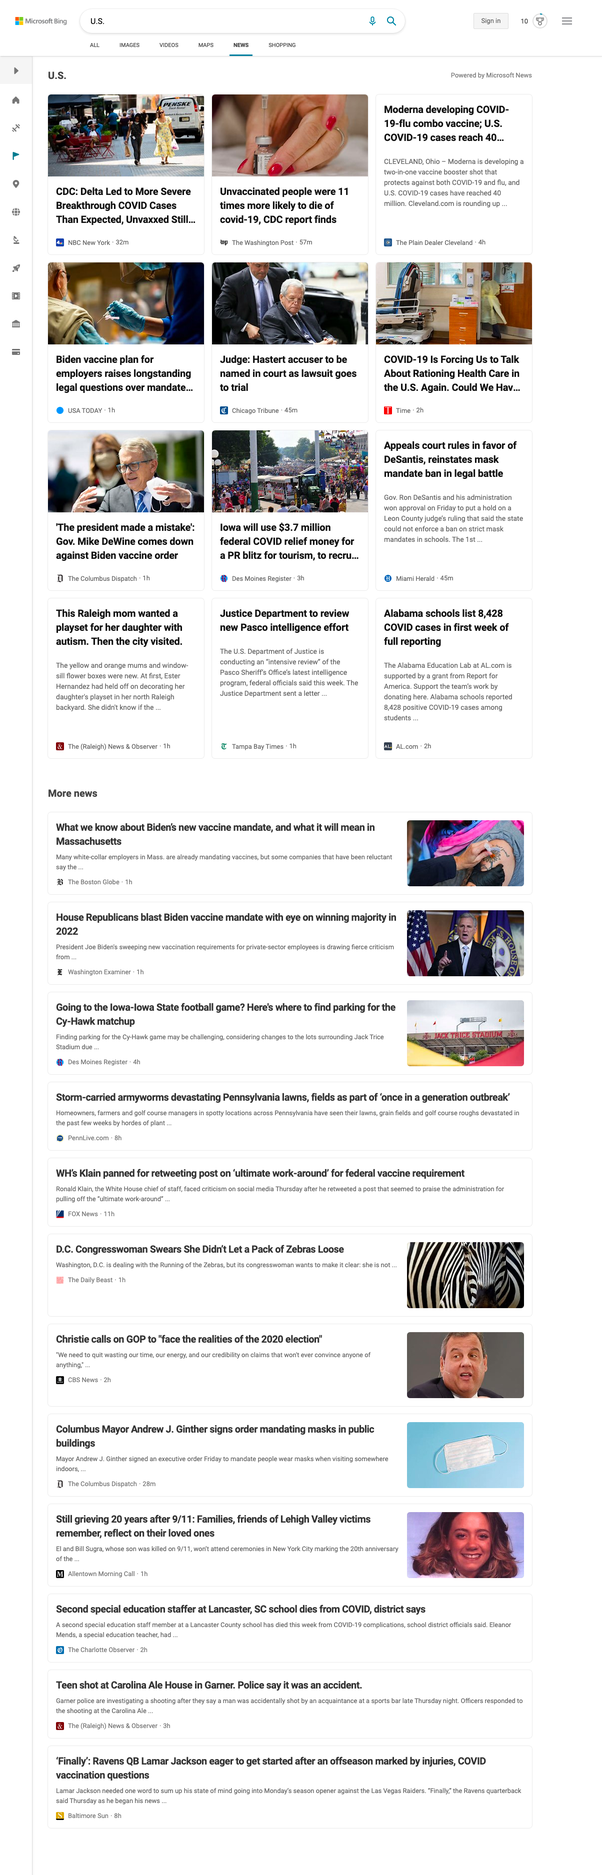 Microsoft Bing
U.S.
Sign in
10
ALL
IMAGES
VIDEOS
MAPS
NEWS
SHOPPING
U.S.
Powered by Microsoft News
PENSKE
CDC: Delta Led to More Severe
Breakthrough COVID Cases
Than Expected, Unvaxxed Still...
NBC New York · 32m
Unvaccinated people were 11
times more likely to die of
covid-19, CDC report finds
wp The Washington Post · 57m
Moderna developing COVID-
19-flu combo vaccine; U.S.
COVID-19 cases reach 40...
CLEVELAND, Ohio – Moderna is developing a
two-in-one vaccine booster shot that
protects against both COVID-19 and flu, and
U.S. COVID-19 cases have reached 40
million. Cleveland.com is rounding up ...
The Plain Dealer Cleveland · 4h
Biden vaccine plan for
employers raises longstanding
legal questions over mandate...
USA TODAY · 1h
Judge: Hastert accuser to be
named in court as lawsuit goes
to trial
Chicago Tribune · 45m
COVID-19 Is Forcing Us to Talk
About Rationing Health Care in
the U.S. Again. Could We Hav...
Time · 2h
'The president made a mistake':
Gov. Mike DeWine comes down
against Biden vaccine order
The Columbus Dispatch · 1h
Iowa will use $3.7 million
federal COVID relief money for
a PR blitz for tourism, to recru...
Des Moines Register · 3h
Appeals court rules in favor of
DeSantis, reinstates mask
mandate ban in legal battle
Gov. Ron DeSantis and his administration
won approval on Friday to put a hold on a
Leon County judge's ruling that said the state
could not enforce a ban on strict mask
mandates in schools. The 1st ...
Miami Herald · 45m
This Raleigh mom wanted a
playset for her daughter with
autism. Then the city visited.
The yellow and orange mums and window-
sill flower boxes were new. At first, Ester
Hernandez had held off on decorating her
daughter's playset in her north Raleigh
backyard. She didn't know if the ...
The (Raleigh) News & Observer · 1h
Justice Department to review
new Pasco intelligence effort
The U.S. Department of Justice is
conducting an "intensive review" of the
Pasco Sheriff's Office's latest intelligence
program, federal officials said this week. The
Justice Department sent a letter ...
Tampa Bay Times · 1h
Alabama schools list 8,428
COVID cases in first week of
full reporting
The Alabama Education Lab at AL.com is
supported by a grant from Report for
America. Support the team's work by
donating here. Alabama schools reported
8,428 positive COVID-19 cases among
students ...
AL.com · 2h
More news
What we know about Biden's new vaccine mandate, and what it will mean in
Massachusetts
Many white-collar employers in Mass. are already mandating vaccines, but some companies that have been reluctant
say the ...
The Boston Globe · 1h
House Republicans blast Biden vaccine mandate with eye on winning majority in
2022
President Joe Biden's sweeping new vaccination requirements for private-sector employees is drawing fierce criticism
from ...
Washington Examiner · 1h
Going to the Iowa-Iowa State football game? Here's where to find parking for the
Cy-Hawk matchup
Finding parking for the Cy-Hawk game may be challenging, considering changes to the lots surrounding Jack Trice
Stadium due ...
Des Moines Register · 4h
JACK TRICE STADIUM
Storm-carried armyworms devastating Pennsylvania lawns, fields as part of 'once in a generation outbreak'
Homeowners, farmers and golf course managers in spotty locations across Pennsylvania have seen their lawns, grain fields and golf course roughs devastated in
the past few weeks by hordes of plant ...
PennLive.com · 8h
WH's Klain panned for retweeting post on 'ultimate work-around' for federal vaccine requirement
Ronald Klain, the White House chief of staff, faced criticism on social media Thursday after he retweeted a post that seemed to praise the administration for
pulling off the "ultimate work-around" ...
FOX News · 11h
D.C. Congresswoman Swears She Didn't Let a Pack of Zebras Loose
Washington, D.C. is dealing with the Running of the Zebras, but its congresswoman wants to make it clear: she is not ...
The Daily Beast · 1h
Christie calls on GOP to "face the realities of the 2020 election"
"We need to quit wasting our time, our energy, and our credibility on claims that won't ever convince anyone of
anything," ...
CBS News · 2h
Columbus Mayor Andrew J. Ginther signs order mandating masks in public
buildings
Mayor Andrew J. Ginther signed an executive order Friday to mandate people wear masks when visiting somewhere
indoors, ...
The Columbus Dispatch · 28m
Still grieving 20 years after 9/11: Families, friends of Lehigh Valley victims
remember, reflect on their loved ones
El and Bill Sugra, whose son was killed on 9/11, won't attend ceremonies in New York City marking the 20th anniversary
of the ...
Allentown Morning Call · 1h
Second special education staffer at Lancaster, SC school dies from COVID, district says
A second special education staff member at a Lancaster County school has died this week from COVID-19 complications, school district officials said. Eleanor
Mends, a special education teacher, had ...
The Charlotte Observer · 2h
Teen shot at Carolina Ale House in Garner. Police say it was an accident.
Garner police are investigating a shooting after they say a man was accidentally shot by an acquaintance at a sports bar late Thursday night. Officers responded to
the shooting at the Carolina Ale ...
The (Raleigh) News & Observer · 3h
'Finally': Ravens QB Lamar Jackson eager to get started after an offseason marked by injuries, COVID
vaccination questions
Lamar Jackson needed one word to sum up his state of mind going into Monday's season opener against the Las Vegas Raiders. "Finally," the Ravens quarterback
said Thursday as he began his news ...
Baltimore Sun · 8h